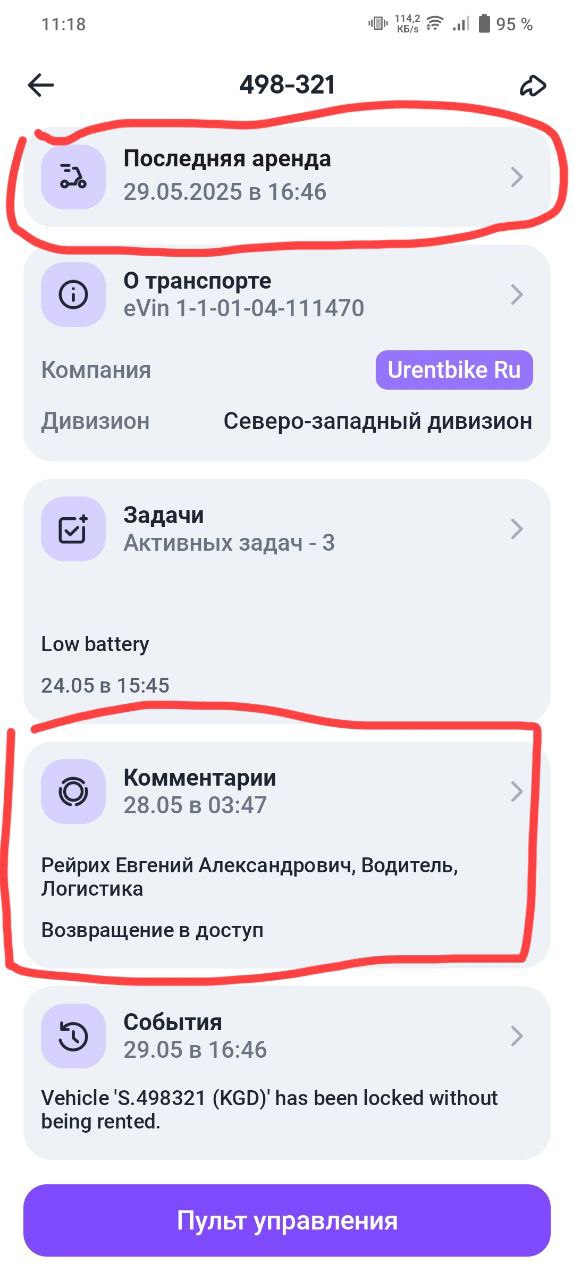 11:18
114,2
КБ/s
95 %
498-321
Последняя аренда
29.05.2025 в 16:46
О транспорте
eVin 1-1-01-04-111470
Компания
Urentbike Ru
Дивизион
Северо-западный дивизион
Задачи
Активных задач - 3
Low battery
24.05 в 15:45
Комментарии
28.05 в 03:47
Рейрих Евгений Александрович, Водитель,
Логистика
Возвращение в доступ
События
29.05 в 16:46
Vehicle 'S.498321 (KGD)' has been locked without
being rented.
Пульт управления